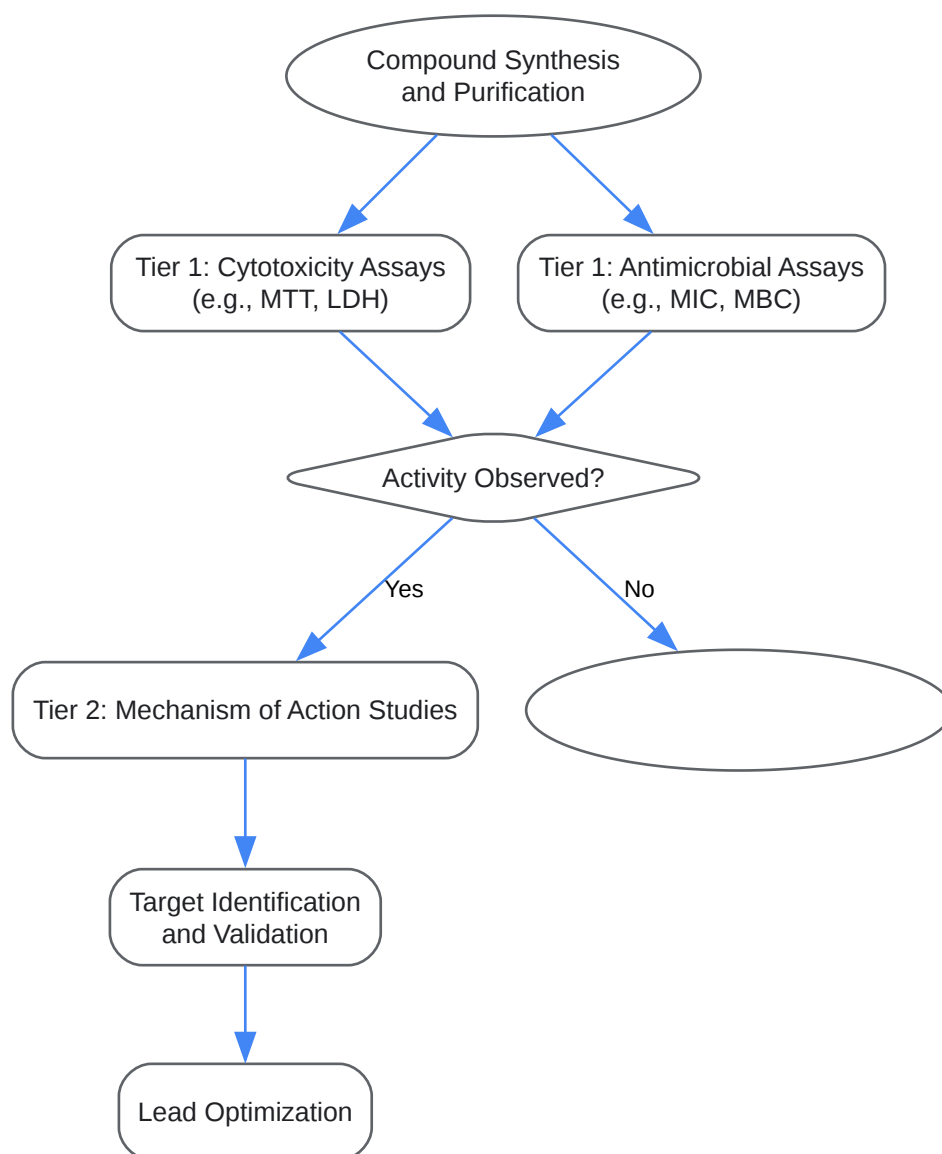 Compound Synthesis
and Purification
Tier 1: Cytotoxicity Assays
(e.g., MTT, LDH)
Tier 1: Antimicrobial Assays
(e.g., MIC, MBC)
Activity Observed?
Yes
No
Tier 2: Mechanism of Action Studies
Target Identification
and Validation
Lead Optimization